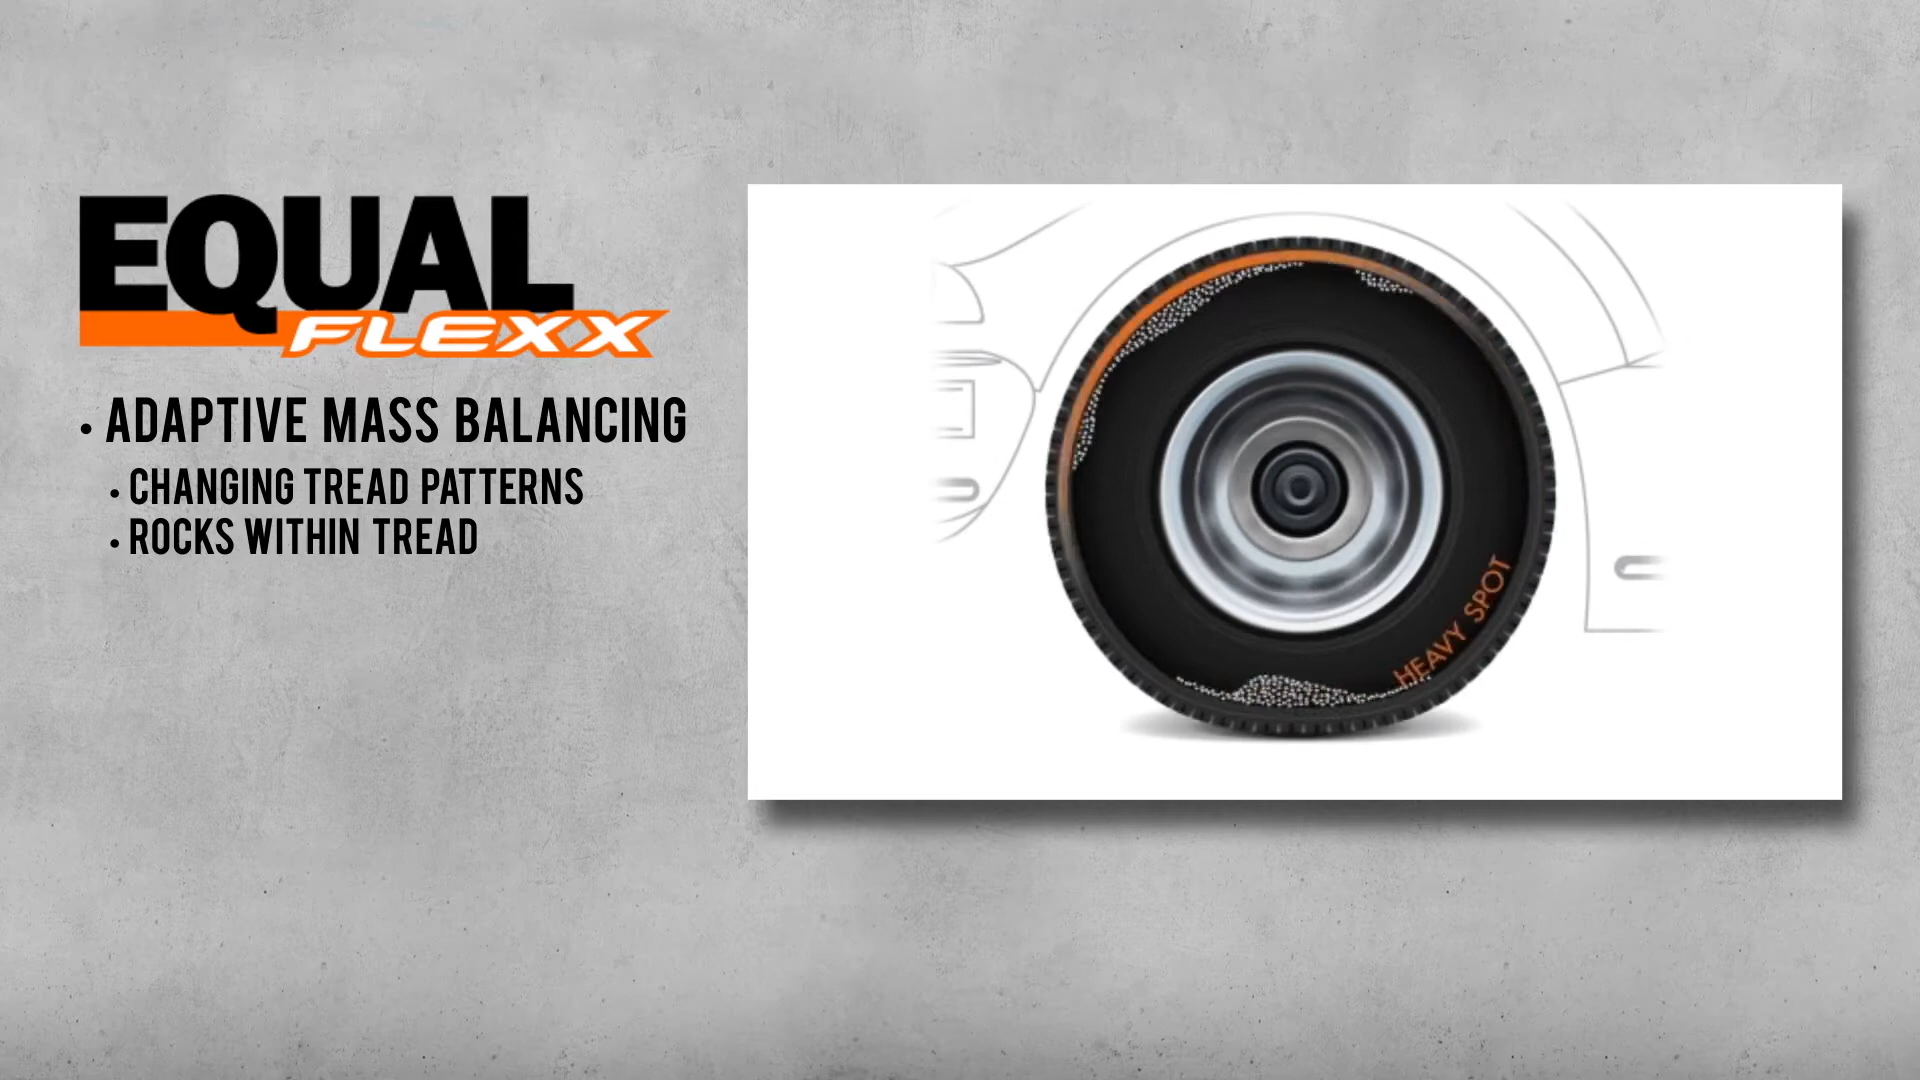 EQUAL
FLEXX
• ADAPTIVE MASS BALANCING
• CHANGING TREAD PATTERNS
• ROCKS WITHIN TREAD
HEAVY SPOT